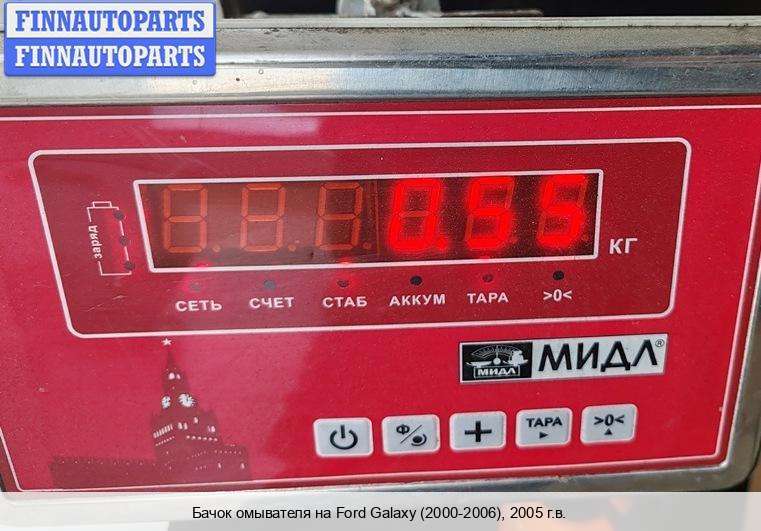 FINNAUTOPARTS
FINNAUTOPARTS
заряд
0.55
КГ
СЕТЬ СЧЕТ СТАБ АККУМ ТАРА >0<
МИДЛ МИДЛ®
Ф ТАРА >0<
Бачок омывателя на Ford Galaxy (2000-2006), 2005 г.в.